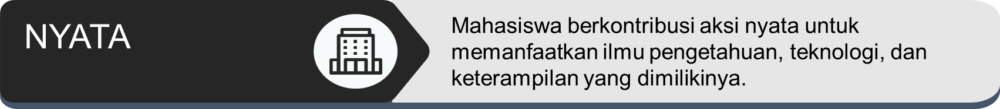 NYATA
Mahasiswa berkontribusi aksi nyata untuk
memanfaatkan ilmu pengetahuan, teknologi, dan
keterampilan yang dimilikinya.